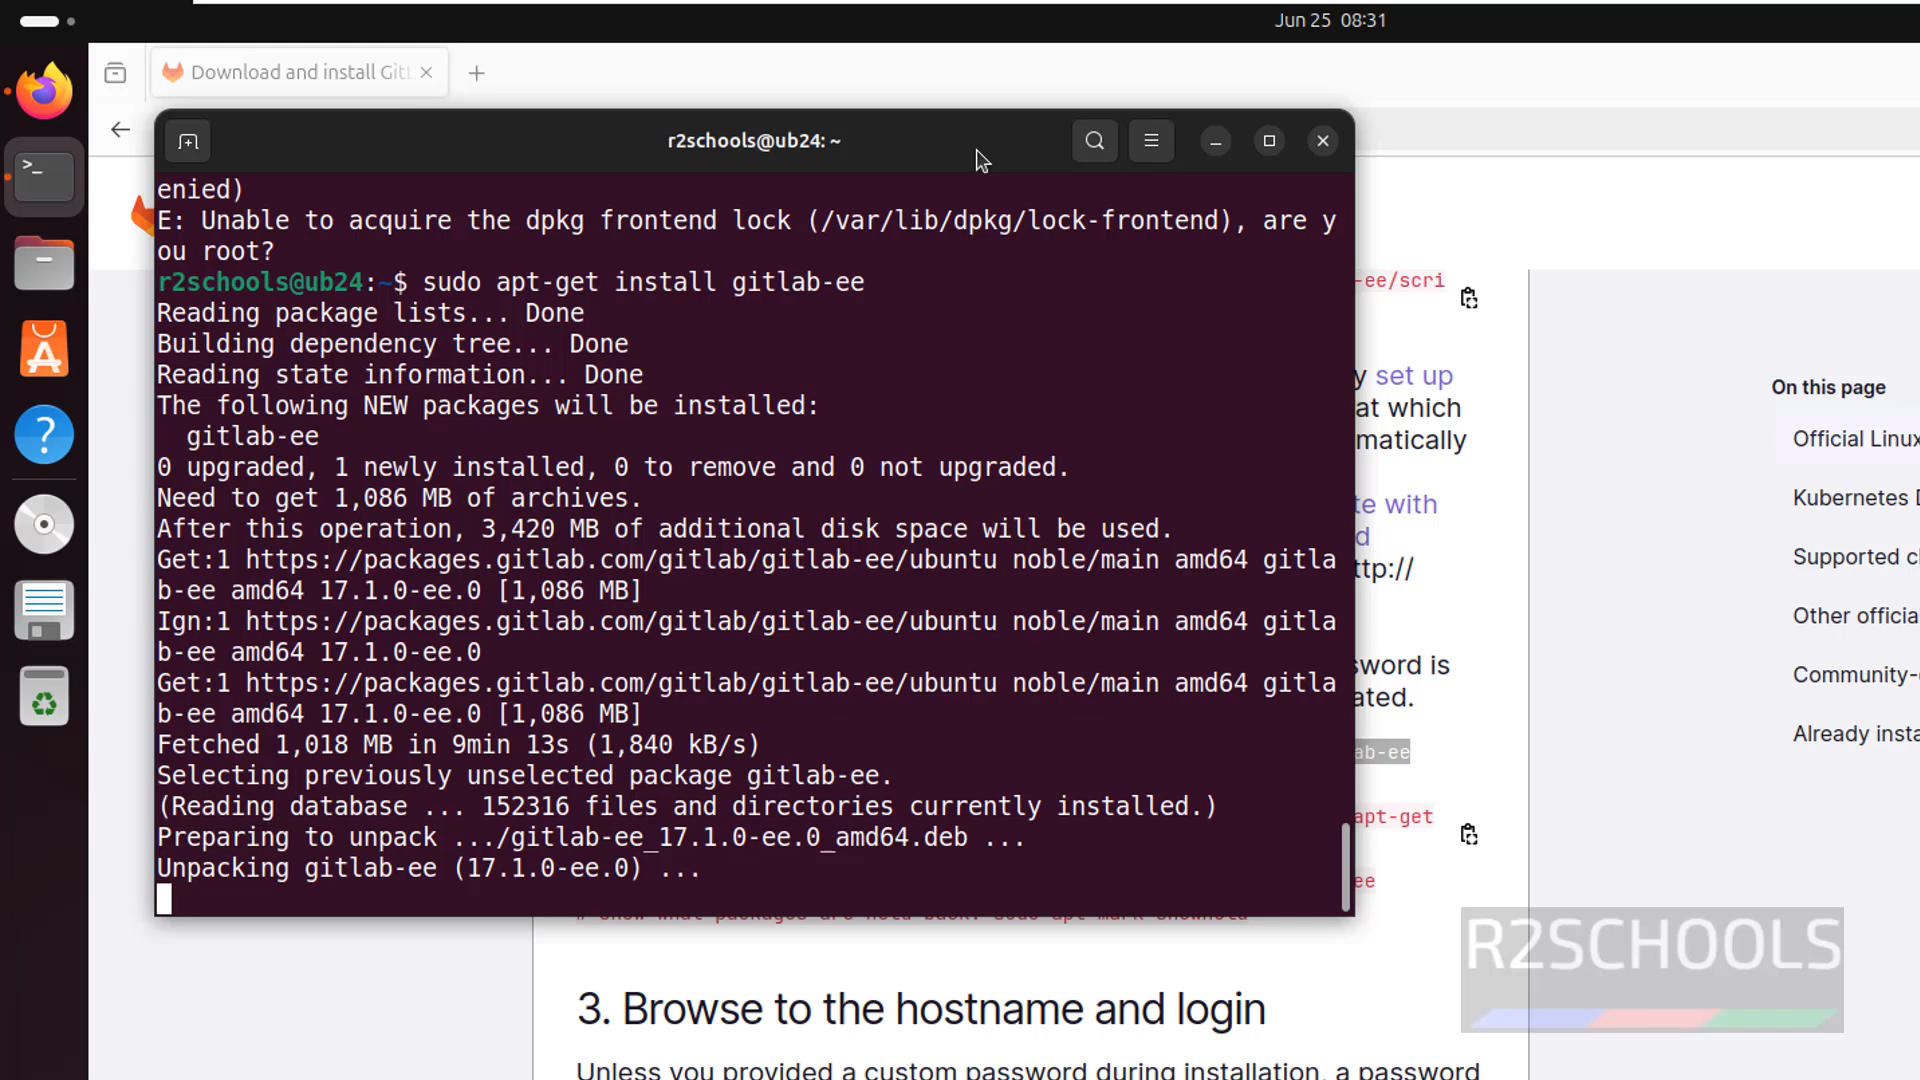 Jun 25 08:31
Download and install GitL
r2schools@ub24: ~
enied)
E: Unable to acquire the dpkg frontend lock (/var/lib/dpkg/lock-frontend), are y
ou root?
r2schools@ub24:~$ sudo apt-get install gitlab-ee
Reading package lists... Done
Building dependency tree... Done
Reading state information... Done
The following NEW packages will be installed:
gitlab-ee
0 upgraded, 1 newly installed, 0 to remove and 0 not upgraded.
Need to get 1,086 MB of archives.
After this operation, 3,420 MB of additional disk space will be used.
Get:1 https://packages.gitlab.com/gitlab/gitlab-ee/ubuntu noble/main amd64 gitla
b-ee amd64 17.1.0-ee.0 [1,086 MB]
Ign:1 https://packages.gitlab.com/gitlab/gitlab-ee/ubuntu noble/main amd64 gitla
b-ee amd64 17.1.0-ee.0
Get:1 https://packages.gitlab.com/gitlab/gitlab-ee/ubuntu noble/main amd64 gitla
b-ee amd64 17.1.0-ee.0 [1,086 MB]
Fetched 1,018 MB in 9min 13s (1,840 kB/s)
Selecting previously unselected package gitlab-ee.
(Reading database ... 152316 files and directories currently installed.)
Preparing to unpack .../gitlab-ee_17.1.0-ee.0_amd64.deb ...
Unpacking gitlab-ee (17.1.0-ee.0) ...
-ee/scri
y set up
at which
matically
te with
d
ttp://
sword is
ated.
ab-ee
apt-get
ee
3. Browse to the hostname and login
Unless you provided a custom password during installation, a password
On this page
Official Linux
Kubernetes
Supported cl
Other officia
Community-
Already insta
R2SCHOOLS